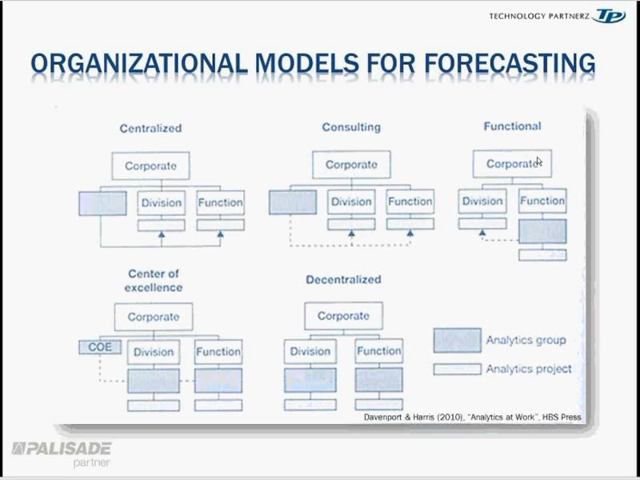 TECHNOLOGY PARTNERZ TP
ORGANIZATIONAL MODELS FOR FORECASTING
Centralized
Corporate
Division
Function
Consulting
Corporate
Division
Function
Functional
Corporate
Division
Function
Center of
excellence
Corporate
COE
Division
Function
Decentralized
Corporate
Division
Function
Analytics group
Analytics project
Davenport & Harris (2010), "Analytics at Work", HBS Press
PALISADE
partner